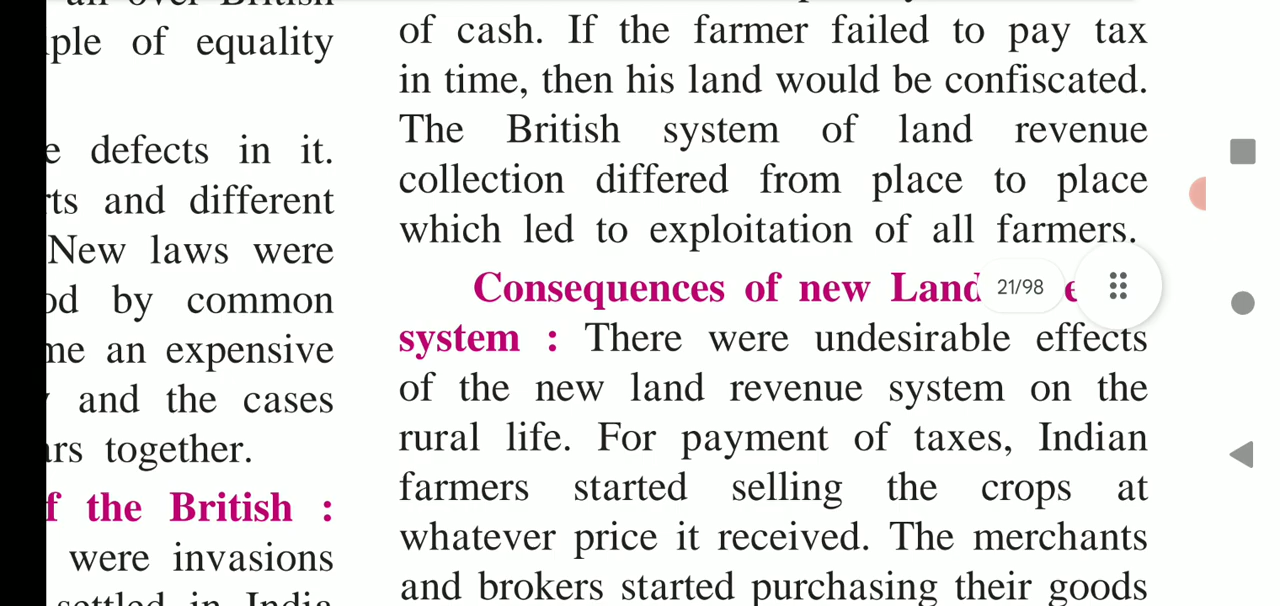 ple of equality
defects in it.
and different
New laws were
by common
an expensive
and the cases
together.
the British :
were invasions
settled in India
of cash. If the farmer failed to pay tax
in time, then his land would be confiscated.
The British system of land revenue
collection differed from place to place
which led to exploitation of all farmers.
Consequences of new Land
system : There were undesirable effects
of the new land revenue system on the
rural life. For payment of taxes, Indian
farmers started selling the crops at
whatever price it received. The merchants
and brokers started purchasing their goods
21/98